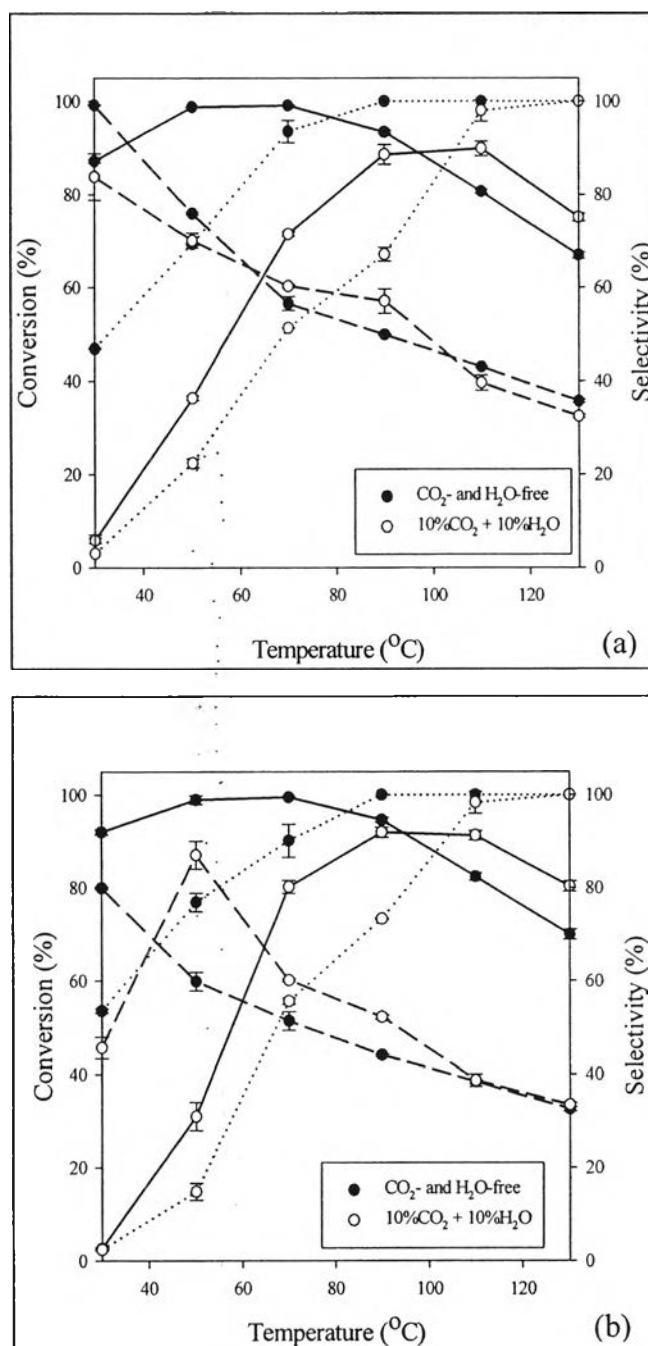 100
80
60
40
20
0
Conversion (%)
100
80
60
40
20
0
Selectivity (%)
CO₂- and H₂O-free
10%CO₂ + 10%H₂O
40 60 80 100 120
Temperature (°C)
(a)
100
80
60
40
20
0
Conversion (%)
100
80
60
40
20
0
Selectivity (%)
CO₂- and H₂O-free
10%CO₂ + 10%H₂O
40 60 80 100 120
Temperature (°C)
(b)